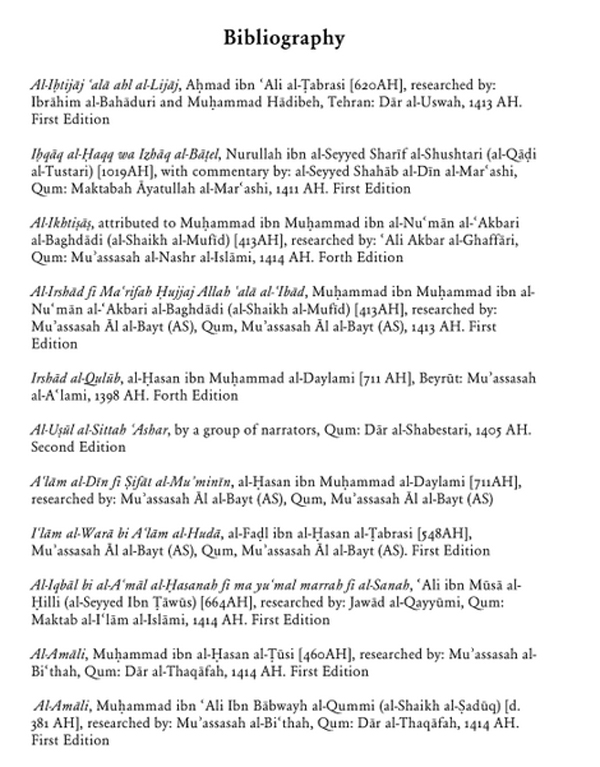 Bibliography
Al-Iḥtijāj ʿalā ahl al-Lijāj, Aḥmad ibn ʿAli al-Ṭabrasi [620AH], researched by:
Ibrāhim al-Bahāduri and Muḥammad Hādibeh, Tehran: Dār al-Uswah, 1413 AH.
First Edition
Iḥqāq al-Ḥaqq wa Izhāq al-Bāṭel, Nurullah ibn al-Seyyed Sharīf al-Shushtari (al-Qāḍi
al-Tustari) [1019AH], with commentary by: al-Seyyed Shahāb al-Dīn al-Marʿashi,
Qum: Maktabah Āyatullah al-Marʿashi, 1411 AH. First Edition
Al-Ikhtiṣāṣ, attributed to Muḥammad ibn Muḥammad ibn al-Nuʿmān al-ʿAkbari
al-Baghdādi (al-Shaikh al-Mufīd) [413AH], researched by: ʿAli Akbar al-Ghaffāri,
Qum: Muʾassasah al-Nashr al-Islāmi, 1414 AH. Forth Edition
Al-Irshād fi Maʿrifah Ḥujjaj Allah ʿalā al-ʿIbād, Muḥammad ibn Muḥammad ibn al-
Nuʿmān al-ʿAkbari al-Baghdādi (al-Shaikh al-Mufīd) [413AH], researched by:
Muʾassasah Āl al-Bayt (AS), Qum, Muʾassasah Āl al-Bayt (AS), 1413 AH. First
Edition
Irshād al-Qulūb, al-Ḥasan ibn Muḥammad al-Daylami [711 AH], Beyrūt: Muʾassasah
al-Aʿlami, 1398 AH. Forth Edition
Al-Uṣūl al-Sittah ʿAshar, by a group of narrators, Qum: Dār al-Shabestari, 1405 AH.
Second Edition
Aʿlām al-Dīn fi Ṣifāt al-Muʾminīn, al-Ḥasan ibn Muḥammad al-Daylami [711AH],
researched by: Muʾassasah Āl al-Bayt (AS), Qum, Muʾassasah Āl al-Bayt (AS)
Iʿlām al-Warā bi Aʿlām al-Hudā, al-Faḍl ibn al-Ḥasan al-Ṭabrasi [548AH],
Muʾassasah Āl al-Bayt (AS), Qum, Muʾassasah Āl al-Bayt (AS). First Edition
Al-Iqbāl bi al-Aʿmāl al-Ḥasanah fi ma yuʿmal marrah fi al-Sanah, ʿAli ibn Mūsā al-
Ḥilli (al-Seyyed Ibn Ṭāwūs) [664AH], researched by: Jawād al-Qayyūmi, Qum:
Maktab al-Iʿlām al-Islāmi, 1414 AH. First Edition
Al-Amāli, Muḥammad ibn al-Ḥasan al-Ṭūsi [460AH], researched by: Muʾassasah al-
Biʿthah, Qum: Dār al-Thaqāfah, 1414 AH. First Edition
Al-Amāli, Muḥammad ibn ʿAli Ibn Bābwayh al-Qummi (al-Shaikh al-Ṣadūq) [d.
381 AH], researched by: Muʾassasah al-Biʿthah, Qum: Dār al-Thaqāfah, 1414 AH.
First Edition